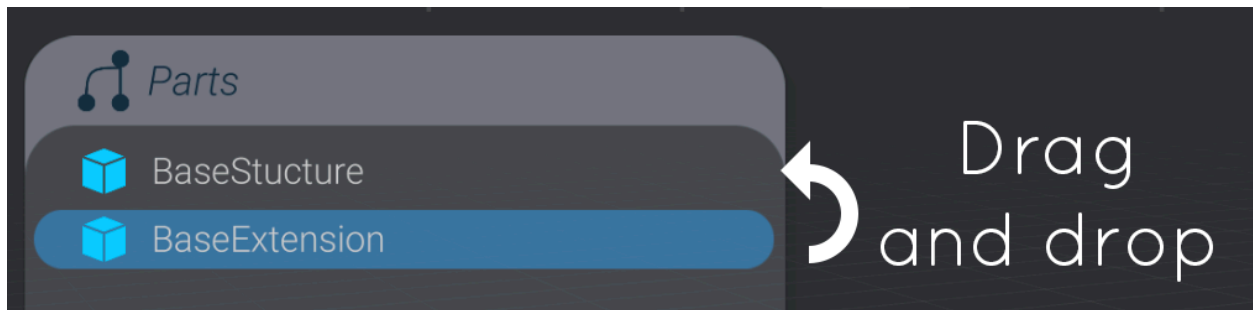 Parts
BaseStucture
BaseExtension
Drag
and drop